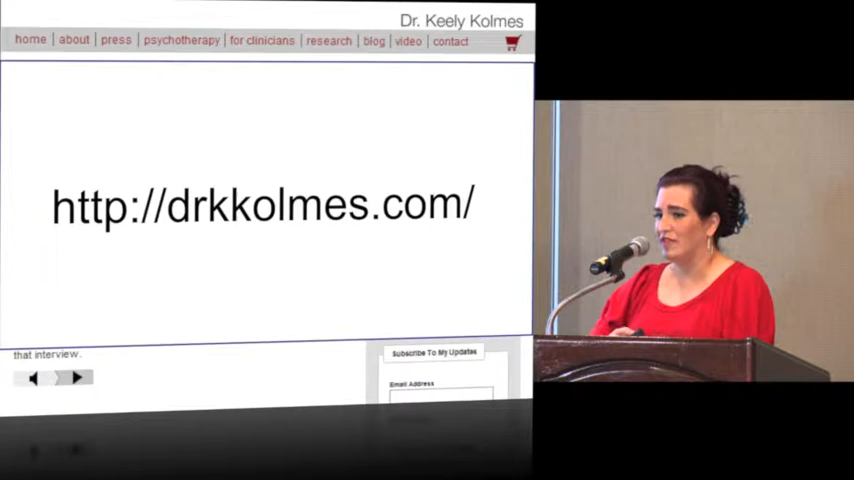 Dr. Keely Kolmes
home | about | press | psychotherapy | for clinicians | research | blog | video | contact
http://drkkolmes.com/
that interview.
Subscribe To My Updates
Email Address